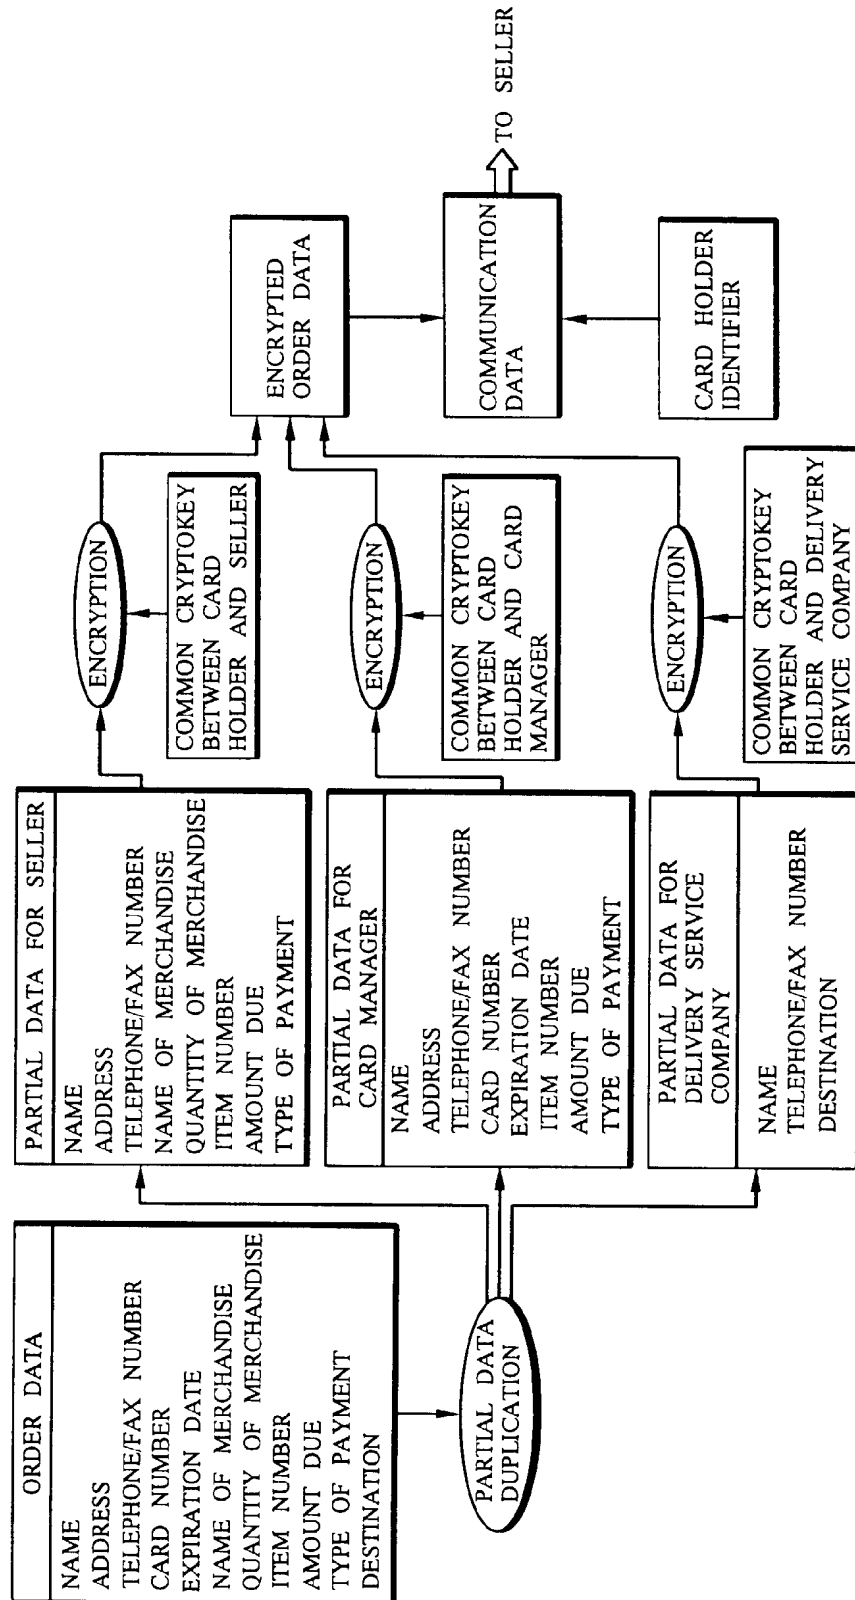 ORDER DATA
NAME
ADDRESS
TELEPHONE/FAX NUMBER
CARD NUMBER
EXPIRATION DATE
NAME OF MERCHANDISE
QUANTITY OF MERCHANDISE
ITEM NUMBER
AMOUNT DUE
TYPE OF PAYMENT
DESTINATION
PARTIAL DATA
DUPLICATION
PARTIAL DATA FOR SELLER
NAME
ADDRESS
TELEPHONE/FAX NUMBER
NAME OF MERCHANDISE
QUANTITY OF MERCHANDISE
ITEM NUMBER
AMOUNT DUE
TYPE OF PAYMENT
PARTIAL DATA FOR
CARD MANAGER
NAME
ADDRESS
TELEPHONE/FAX NUMBER
CARD NUMBER
EXPIRATION DATE
ITEM NUMBER
AMOUNT DUE
TYPE OF PAYMENT
PARTIAL DATA FOR
DELIVERY SERVICE
COMPANY
NAME
TELEPHONE/FAX NUMBER
DESTINATION
ENCRYPTION
COMMON CRYPTOKEY
BETWEEN CARD
HOLDER AND SELLER
ENCRYPTION
COMMON CRYPTOKEY
BETWEEN CARD
HOLDER AND CARD
MANAGER
ENCRYPTION
COMMON CRYPTOKEY
BETWEEN CARD
HOLDER AND DELIVERY
SERVICE COMPANY
ENCRYPTED
ORDER DATA
COMMUNICATION
DATA
CARD HOLDER
IDENTIFIER
TO SELLER